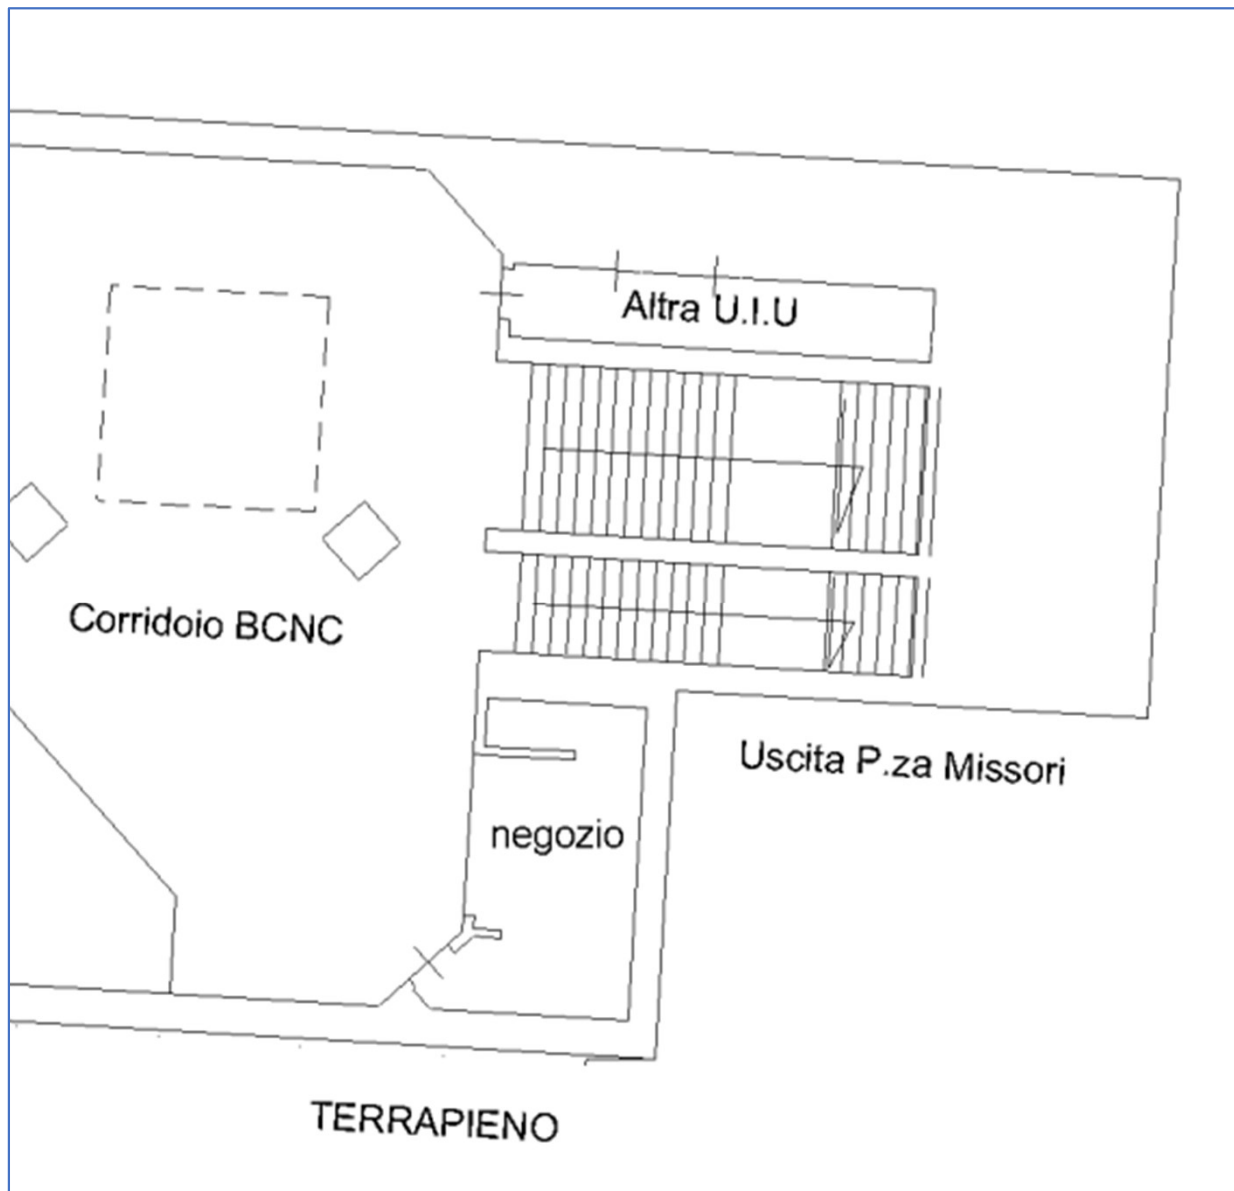 Altra U.I.U
Corridoio BCNC
Uscita P.za Missori
negozio
TERRAPIENO